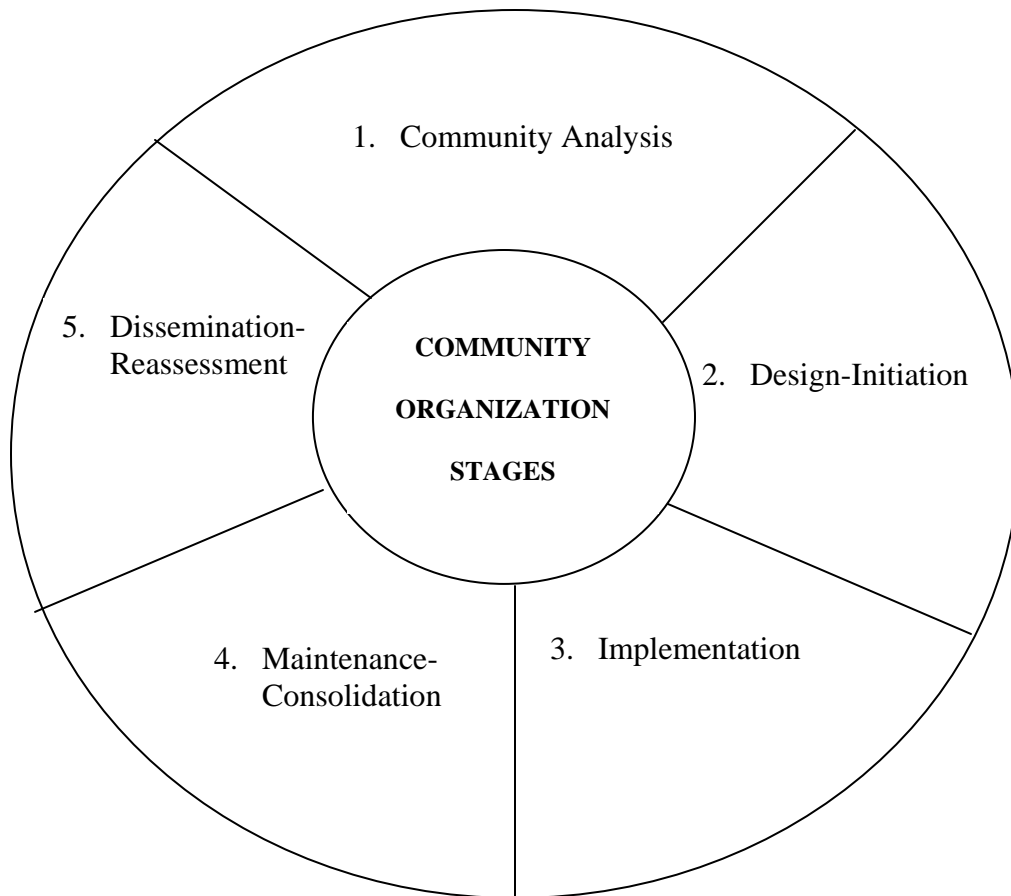 1. Community Analysis
2. Design-Initiation
3. Implementation
4. Maintenance-
Consolidation
5. Dissemination-
Reassessment
COMMUNITY
ORGANIZATION
STAGES